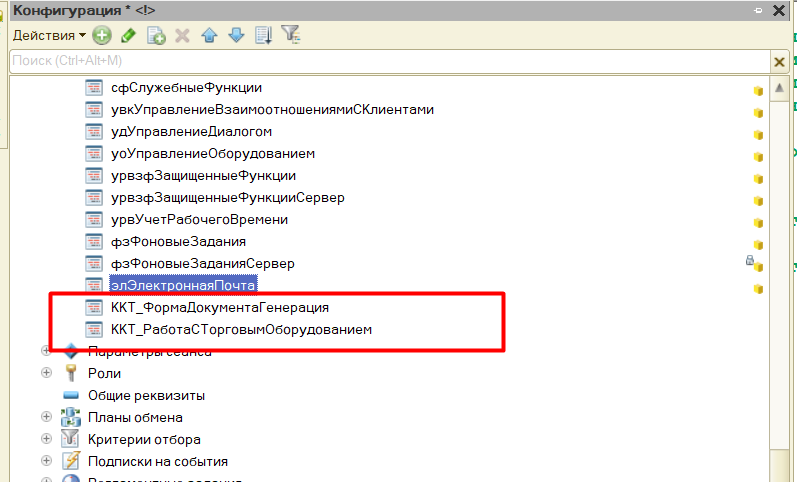 Конфигурация * <!>
Действия
Поиск (Ctrl+Alt+M)
сфСлужебныеФункции
увкУправлениеВзаимоотношениямиСКлиентами
удУправлениеДиалогом
уоУправлениеОборудованием
урвзфЗащищенныеФункции
урвзфЗащищенныеФункцииСервер
урвУчетРабочегоВремени
фзФоновыеЗадания
фзФоновыеЗаданияСервер
элЭлектроннаяПочта
ККТ_ФормаДокументаГенерация
ККТ_РаботаСТорговымОборудованием
Параметры сеанса
Роли
Общие реквизиты
Планы обмена
Критерии отбора
Подписки на события